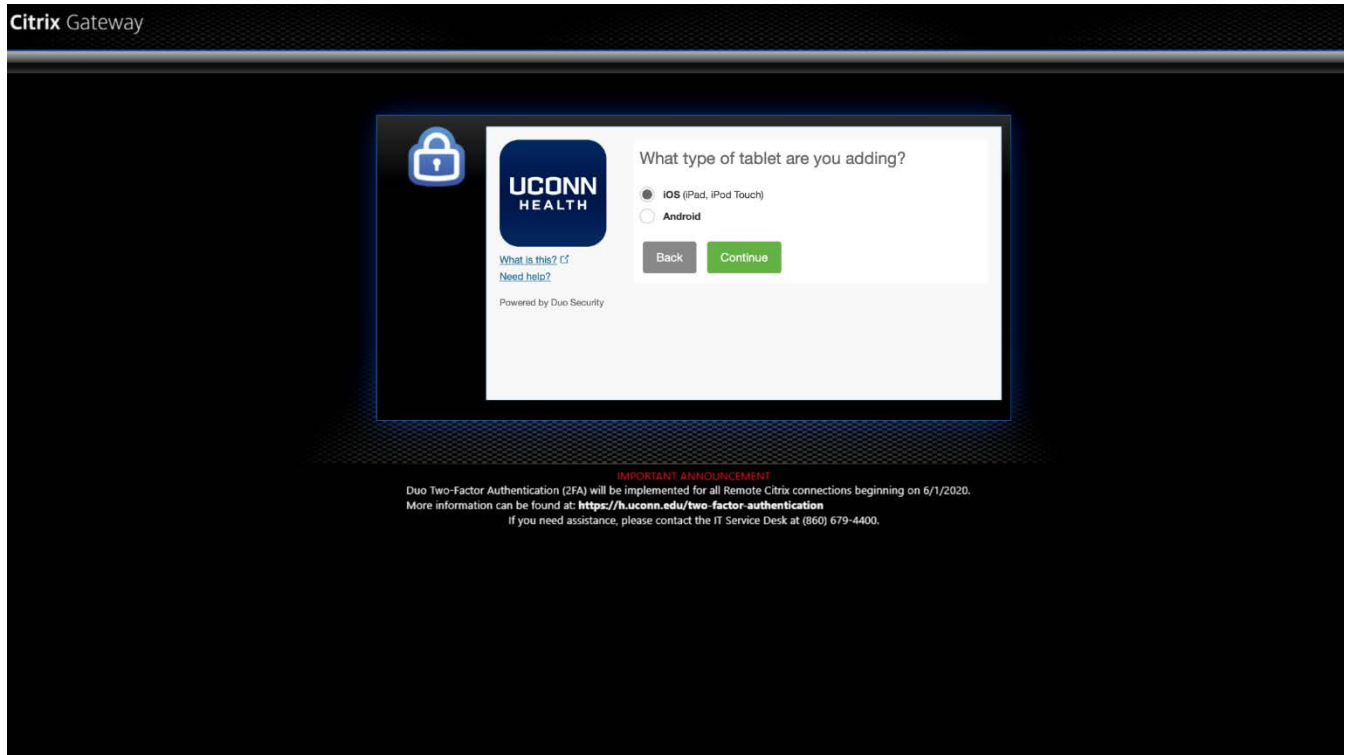 Citrix Gateway
UCONN
HEALTH
What is this?
Need help?
Powered by Duo Security
What type of tablet are you adding?
iOS (iPad, iPod Touch)
Android
Back
Continue
IMPORTANT ANNOUNCEMENT
Duo Two-Factor Authentication (2FA) will be implemented for all Remote Citrix connections beginning on 6/1/2020.
More information can be found at: https://h.uconn.edu/two-factor-authentication
If you need assistance, please contact the IT Service Desk at (860) 679-4400.